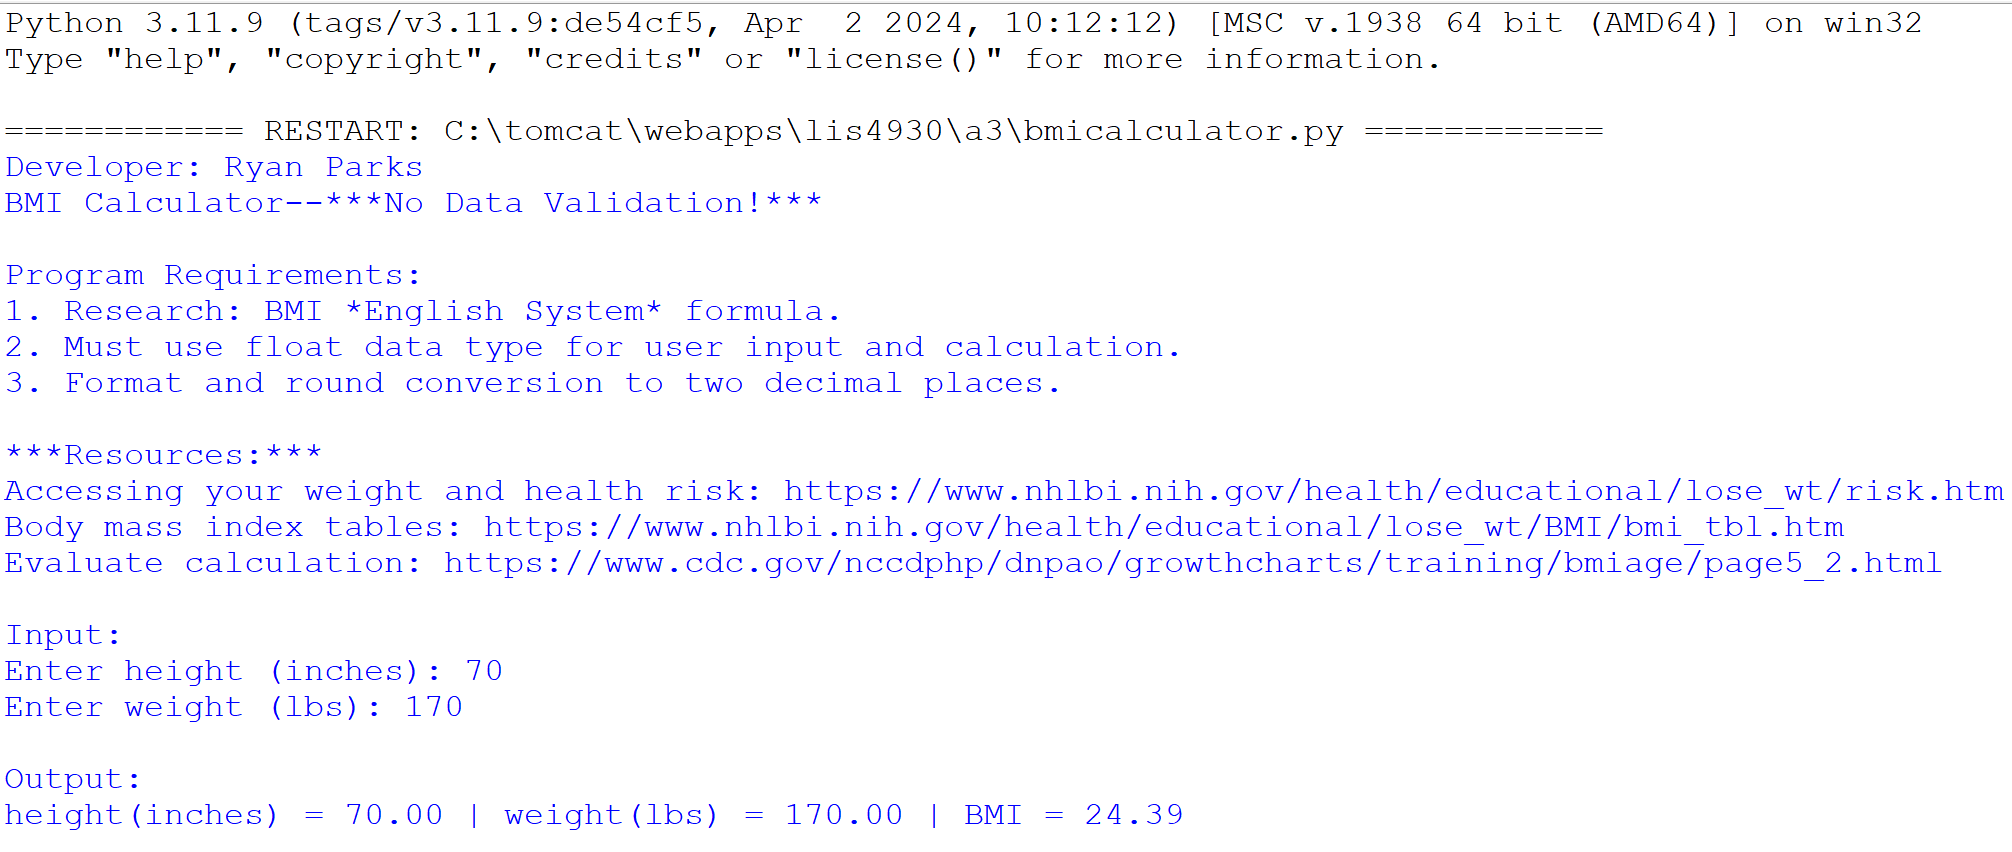 Python 3.11.9 (tags/v3.11.9:de54cf5, Apr  2 2024, 10:12:12) [MSC v.1938 64 bit (AMD64)] on win32
Type "help", "copyright", "credits" or "license()" for more information.
============ RESTART: C:\tomcat\webapps\lis4930\a3\bmicalculator.py ============
Developer: Ryan Parks
BMI Calculator--***No Data Validation!***
Program Requirements:
1. Research: BMI *English System* formula.
2. Must use float data type for user input and calculation.
3. Format and round conversion to two decimal places.
***Resources:***
Accessing your weight and health risk: https://www.nhlbi.nih.gov/health/educational/lose_wt/risk.htm
Body mass index tables: https://www.nhlbi.nih.gov/health/educational/lose_wt/BMI/bmi_tbl.htm
Evaluate calculation: https://www.cdc.gov/nccdphp/dnpao/growthcharts/training/bmiage/page5_2.html
Input:
Enter height (inches): 70
Enter weight (lbs): 170
Output:
height(inches) = 70.00 | weight(lbs) = 170.00 | BMI = 24.39